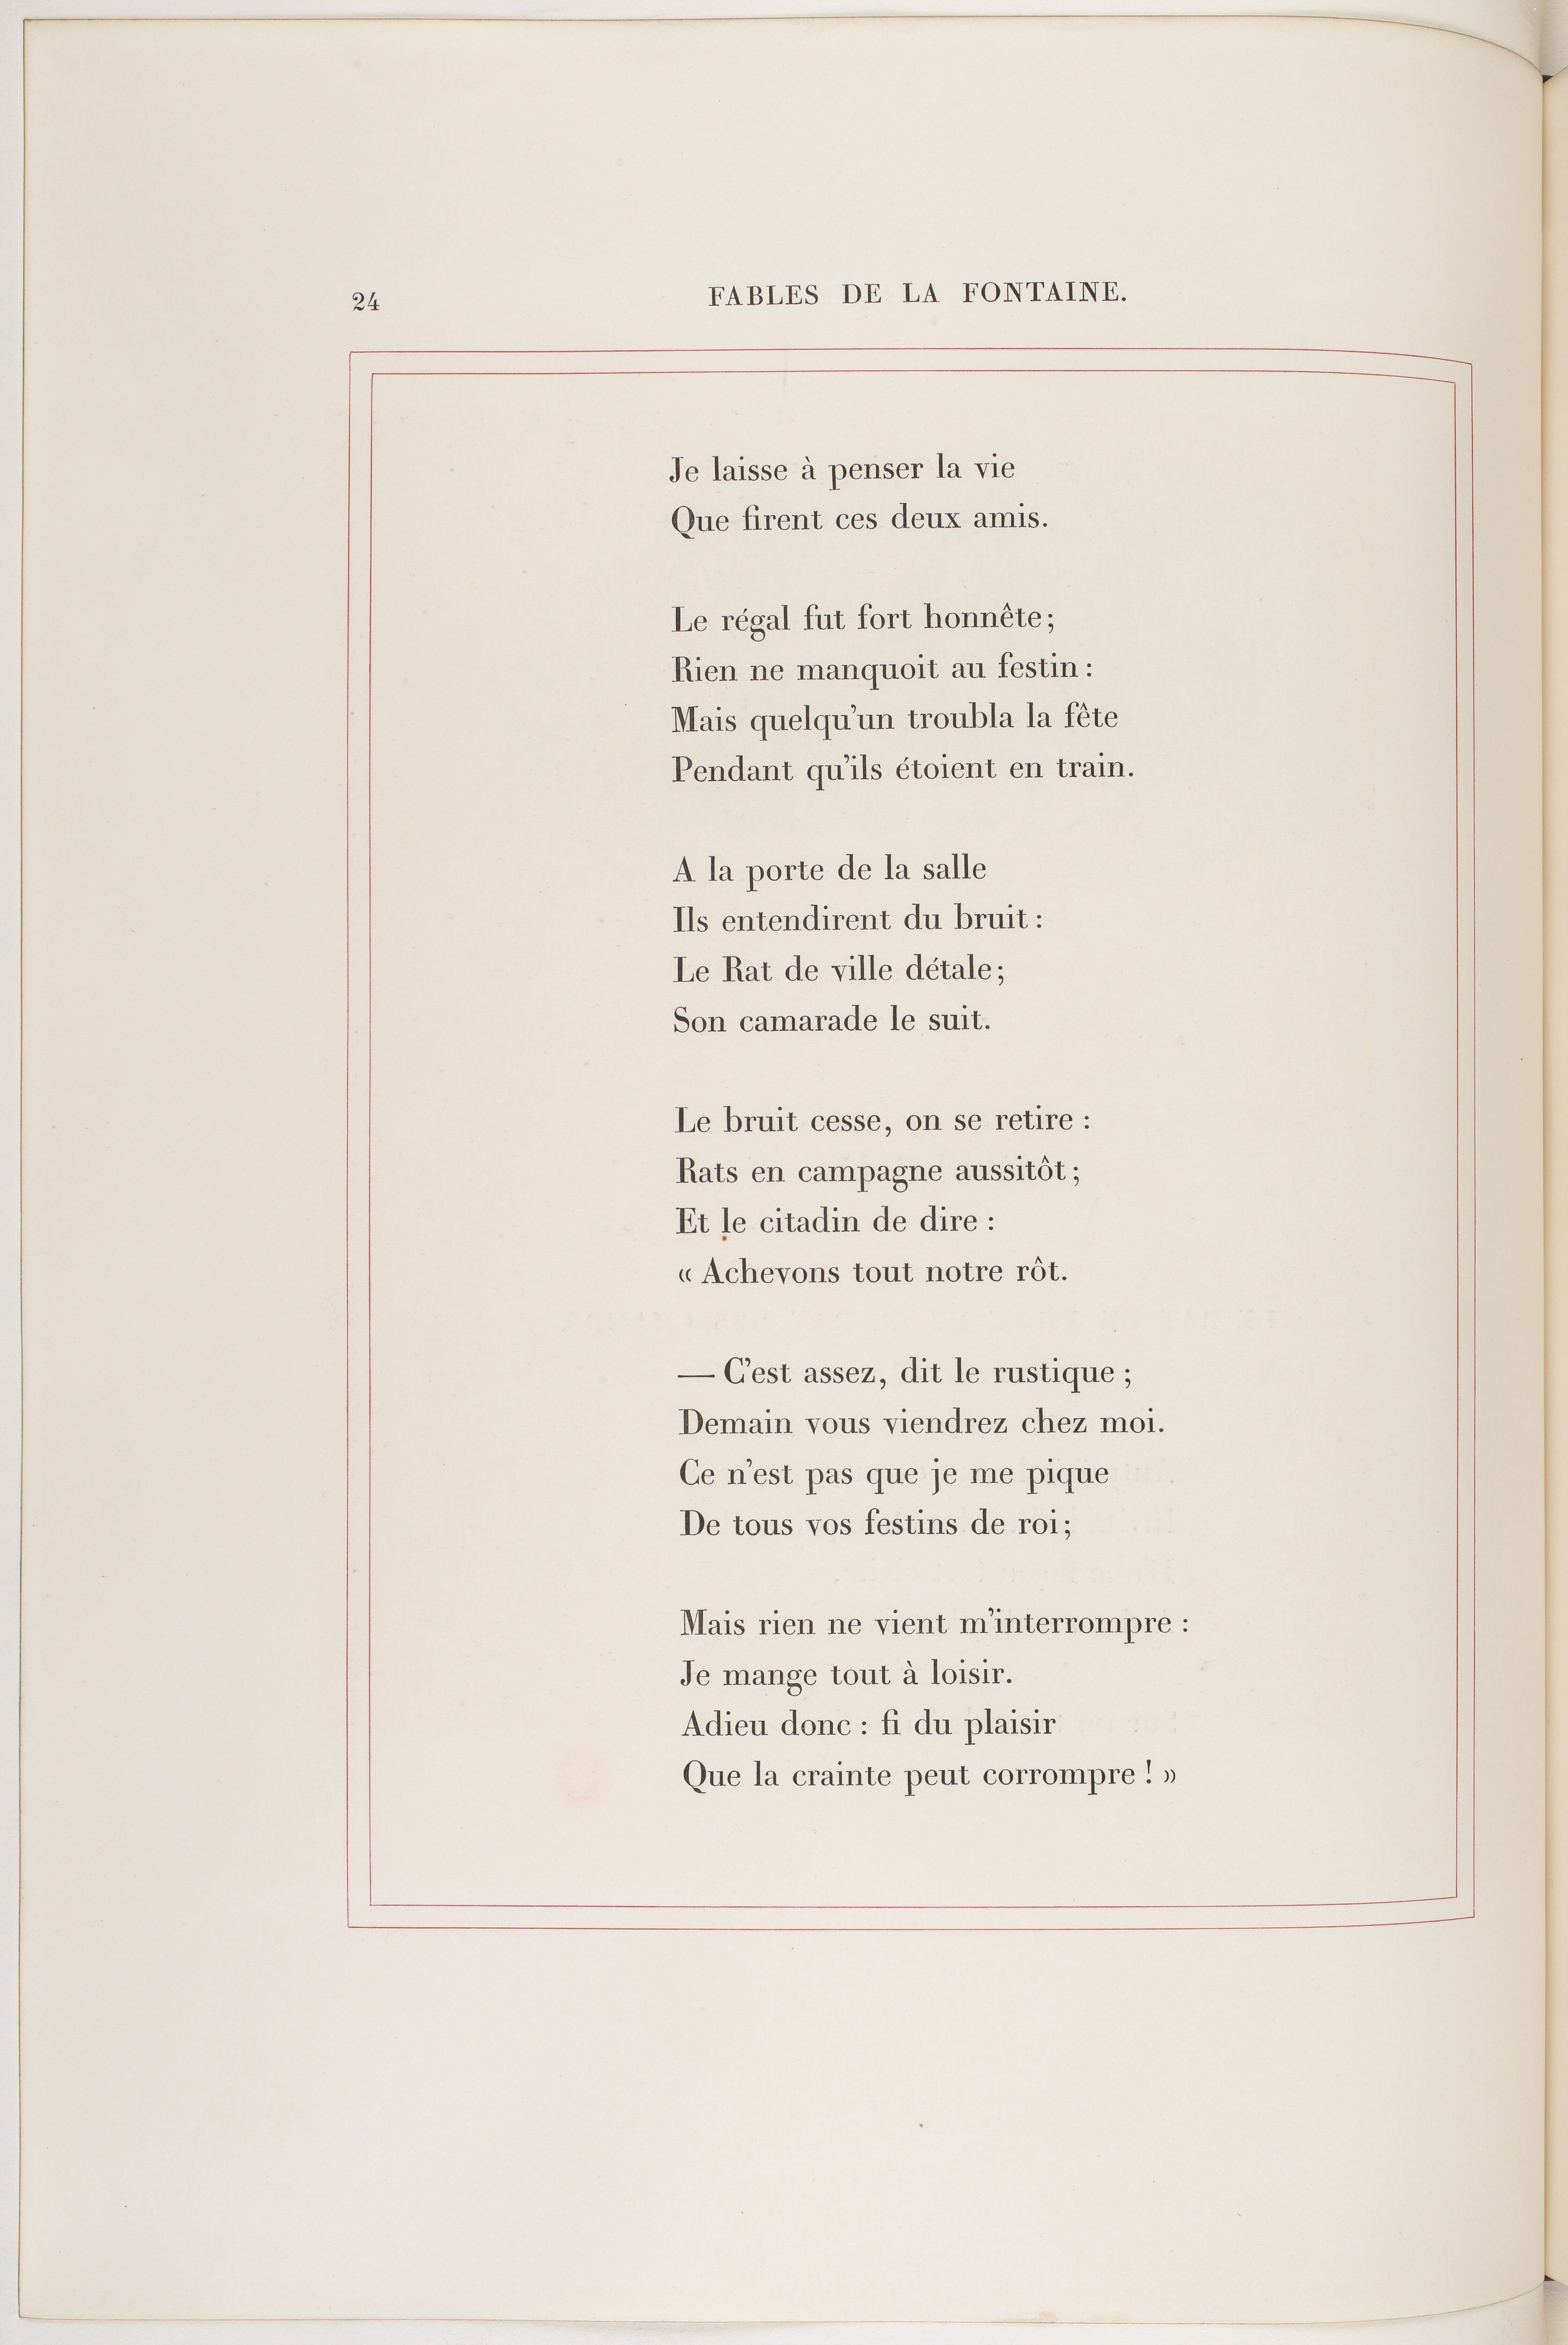 24
FABLES DE LA FONTAINE.
Je laisse à penser la vie
Que firent ces deux amis.
Le régal fut fort honnête;
Rien ne manquoit au festin :
Mais quelqu'un troubla la fête
Pendant qu'ils étoient en train.
A la porte de la salle
Ils entendirent du bruit :
Le Rat de ville détale;
Son camarade le suit.
Le bruit cesse, on se retire :
Rats en campagne aussitôt;
Et le citadin de dire :
« Achevons tout notre rôt.
— C'est assez, dit le rustique ;
Demain vous viendrez chez moi.
Ce n'est pas que je me pique
De tous vos festins de roi;
Mais rien ne vient m'interrompre :
Je mange tout à loisir.
Adieu donc : fi du plaisir
Que la crainte peut corrompre ! »